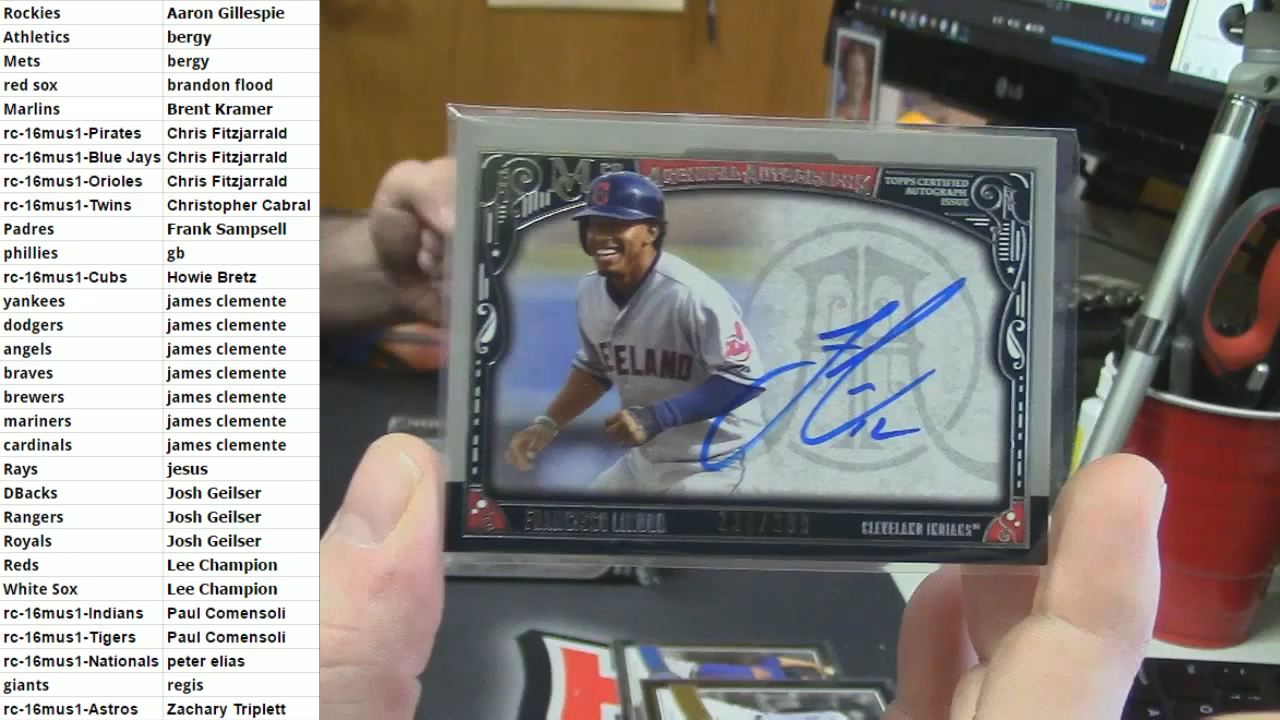 Rockies Aaron Gillespie
Athletics bergy
Mets bergy
red sox brandon flood
Marlins Brent Kramer
rc-16mus1-Pirates Chris Fitzjarrald
rc-16mus1-Blue Jays Chris Fitzjarrald
rc-16mus1-Orioles Chris Fitzjarrald
rc-16mus1-Twins Christopher Cabral
Padres Frank Sampsell
phillies gb
rc-16mus1-Cubs Howie Bretz
yankees james clemente
dodgers james clemente
angels james clemente
braves james clemente
brewers james clemente
mariners james clemente
cardinals james clemente
Rays jesus
DBacks Josh Geilser
Rangers Josh Geilser
Royals Josh Geilser
Reds Lee Champion
White Sox Lee Champion
rc-16mus1-Indians Paul Comensoli
rc-16mus1-Tigers Paul Comensoli
rc-16mus1-Nationals peter elias
giants regis
rc-16mus1-Astros Zachary Triplett
ARCHIVAL AUTOGRAPHS
TOPPS CERTIFIED
AUTOGRAPH
ISSUE
FRANCISCO LINDOR
CLEVELAND INDIANS
LG